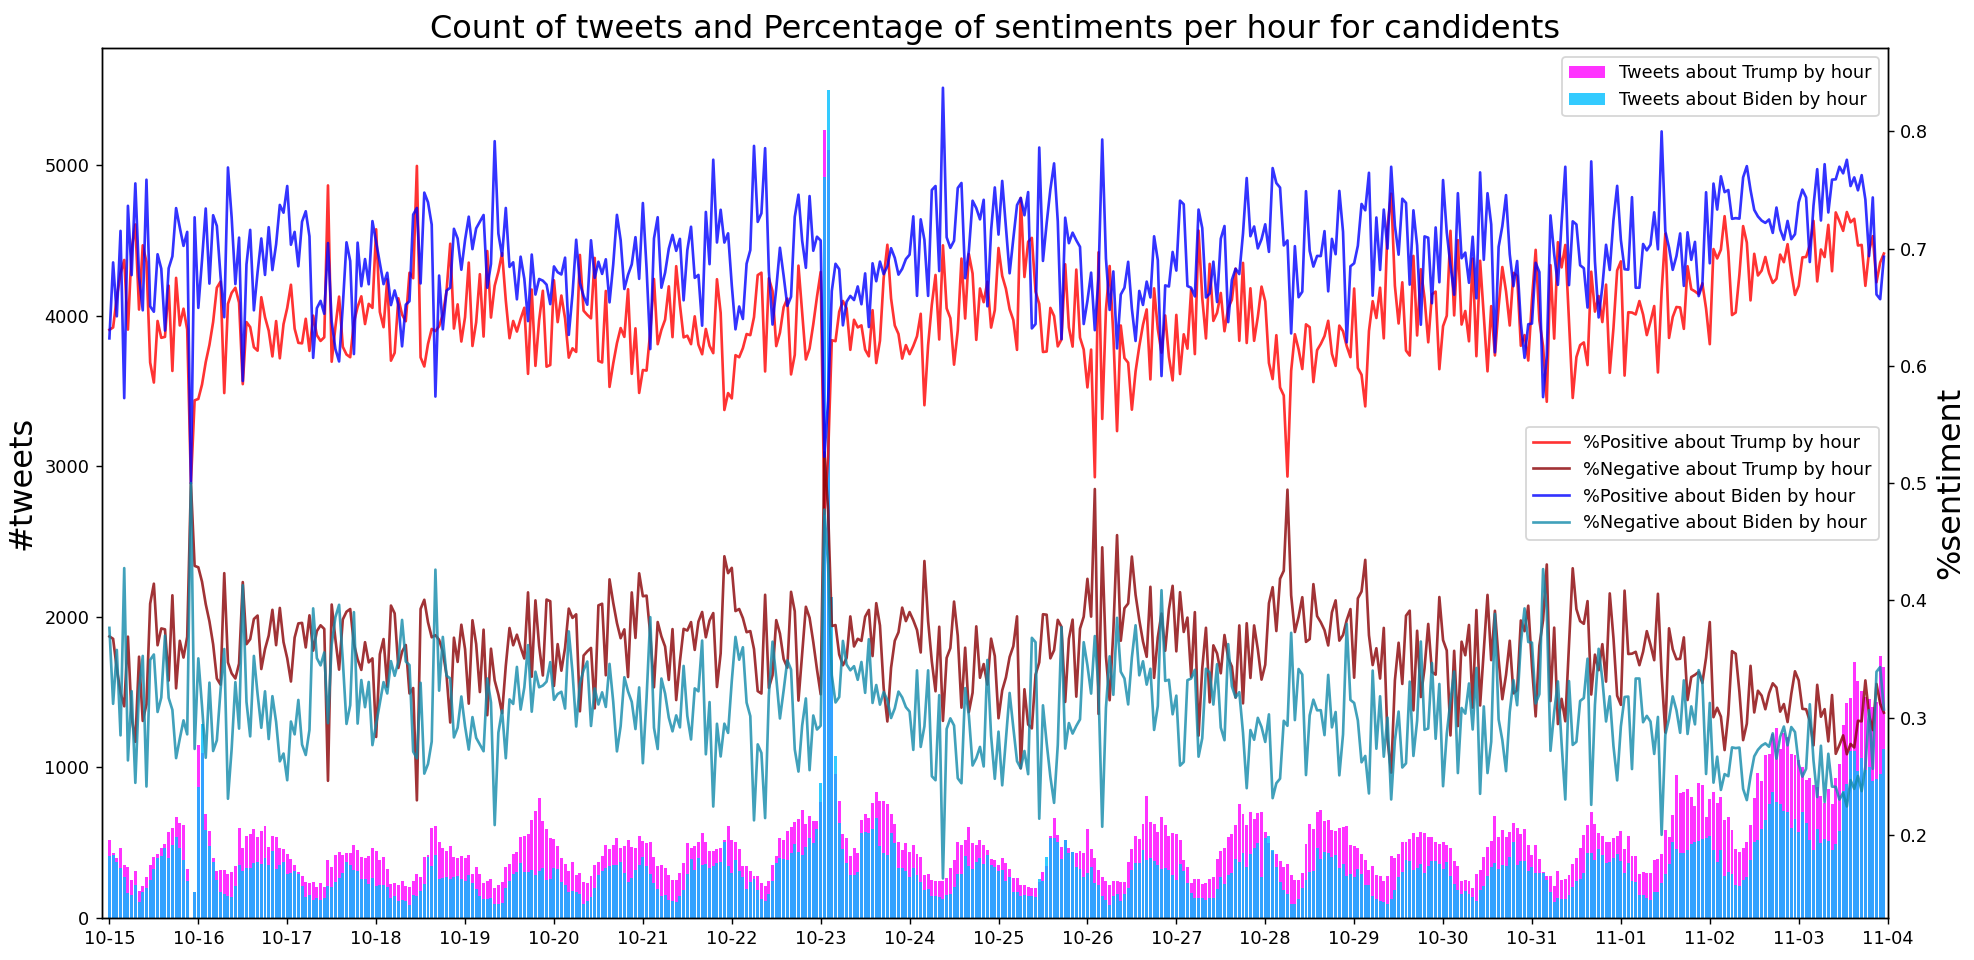 Count of tweets and Percentage of sentiments per hour for candidents
Tweets about Trump by hour
Tweets about Biden by hour
%Positive about Trump by hour
%Negative about Trump by hour
%Positive about Biden by hour
%Negative about Biden by hour
#tweets
5000
4000
3000
2000
1000
0
%sentiment
0.8
0.7
0.6
0.5
0.4
0.3
0.2
10-15 10-16 10-17 10-18 10-19 10-20 10-21 10-22 10-23 10-24 10-25 10-26 10-27 10-28 10-29 10-30 10-31 11-01 11-02 11-03 11-04